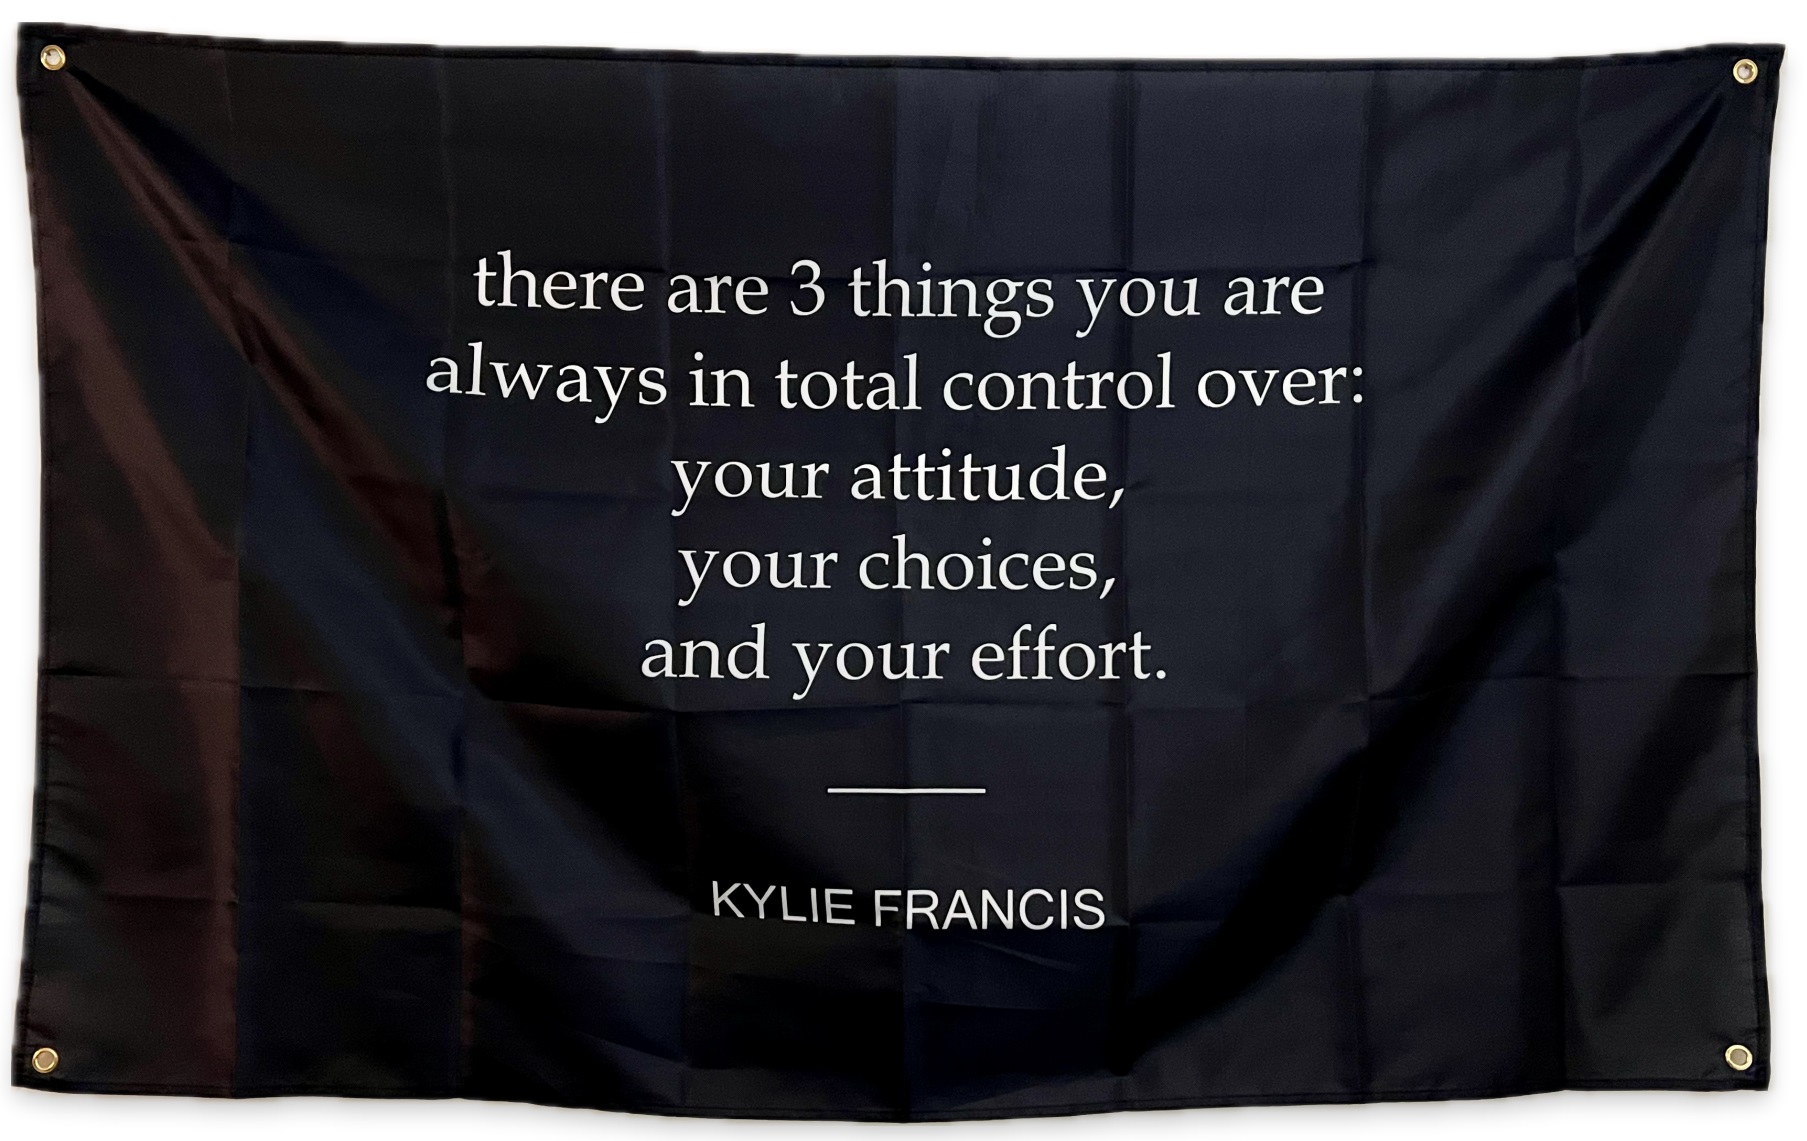 there are 3 things you are
always in total control over:
your attitude,
your choices,
and your effort.
KYLIE FRANCIS